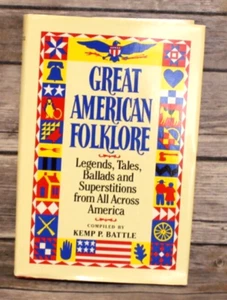 GREAT
AMERICAN
FOLKLORE
Legends, Tales,
Ballads and
Superstitions
from All Across
America
COMPILED BY
KEMP P. BATTLE